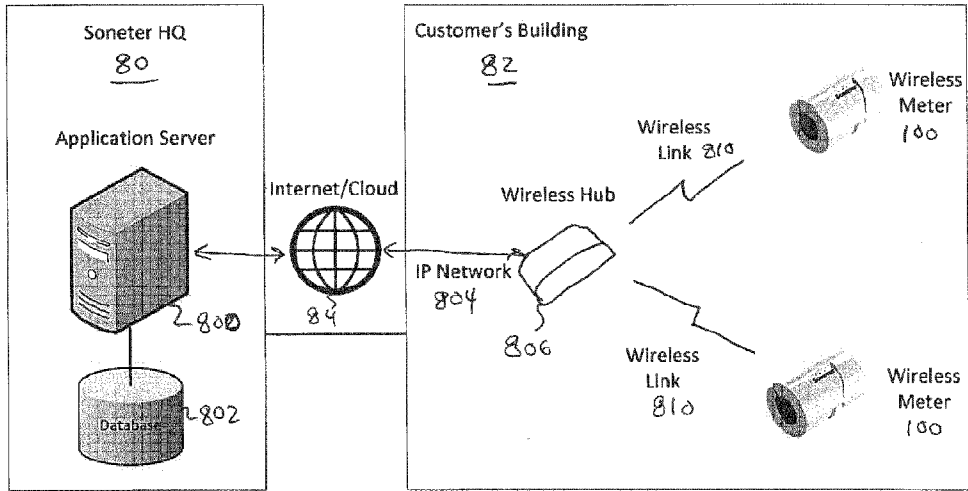 Soneter HQ
80
Application Server
800
Database
802
Internet/Cloud
84
Customer's Building
82
Wireless Hub
IP Network
804
806
Wireless
Link 810
Wireless
Meter
100
Wireless
Link
810
Wireless
Meter
100